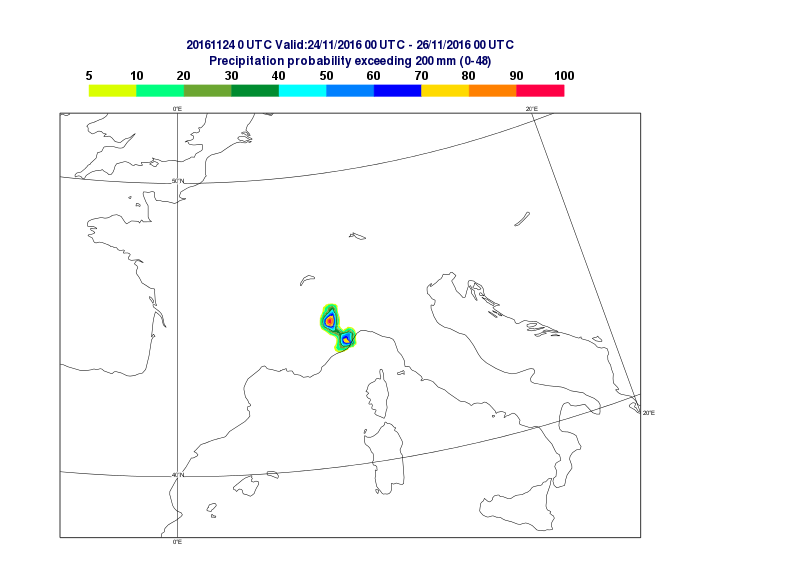 20161124 0 UTC Valid:24/11/2016 00 UTC - 26/11/2016 00 UTC
Precipitation probability exceeding 200 mm (0-48)
5 10 20 30 40 50 60 70 80 90 100
0°E 20°E
50°N
20°E
40°N
0°E